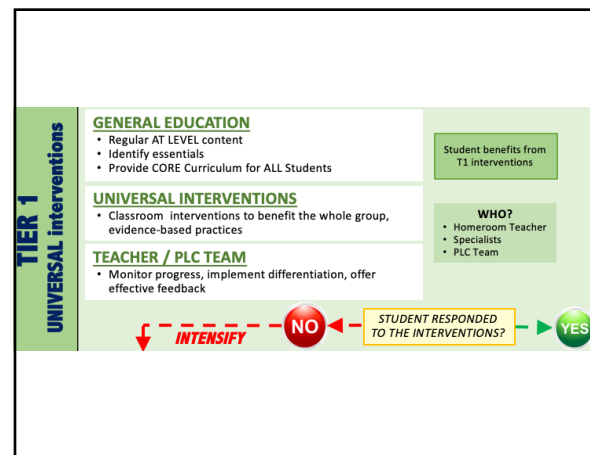 TIER 1
UNIVERSAL interventions
GENERAL EDUCATION
• Regular AT LEVEL content
• Identify essentials
• Provide CORE Curriculum for ALL Students
UNIVERSAL INTERVENTIONS
• Classroom interventions to benefit the whole group,
evidence-based practices
TEACHER / PLC TEAM
• Monitor progress, implement differentiation, offer
effective feedback
Student benefits from
T1 interventions
WHO?
• Homeroom Teacher
• Specialists
• PLC Team
INTENSIFY
NO
STUDENT RESPONDED
TO THE INTERVENTIONS?
YES